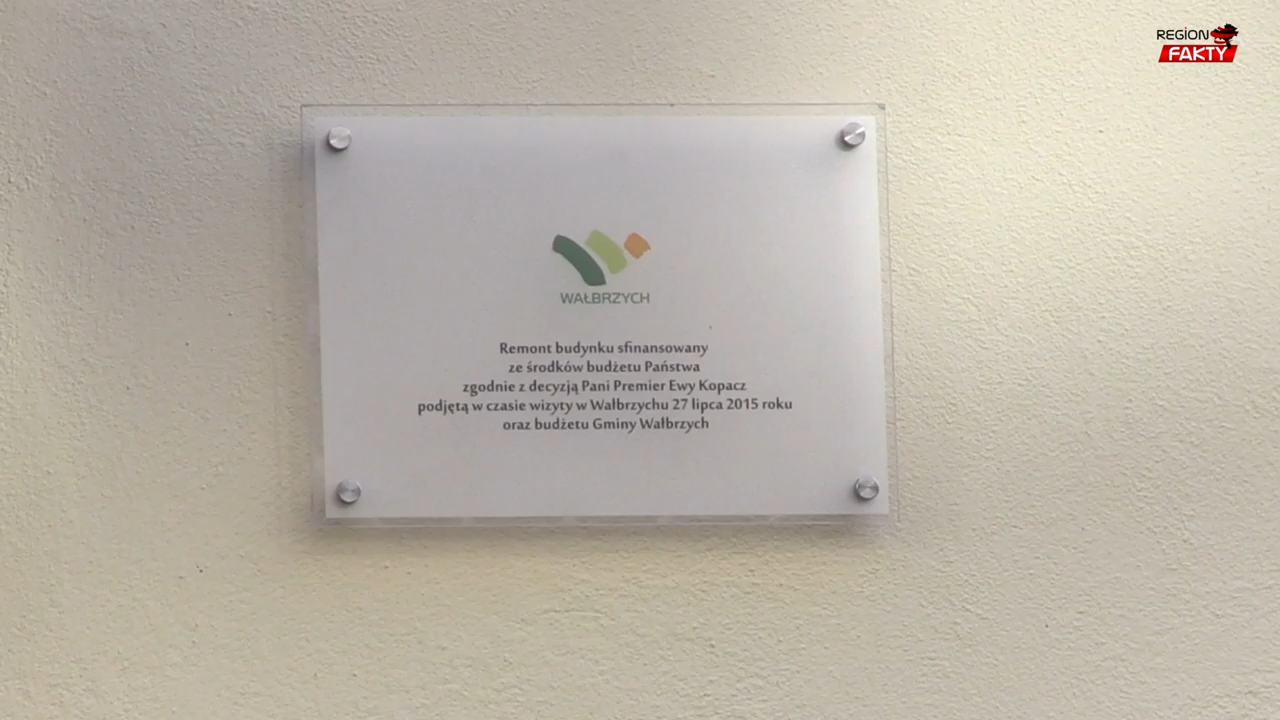 REGION
FAKTY
WAŁBRZYCH
Remont budynku sfinansowany
ze środków budżetu Państwa
zgodnie z decyzją Pani Premier Ewy Kopacz
podjętą w czasie wizyty w Wałbrzychu 27 lipca 2015 roku
oraz budżetu Gminy Wałbrzych